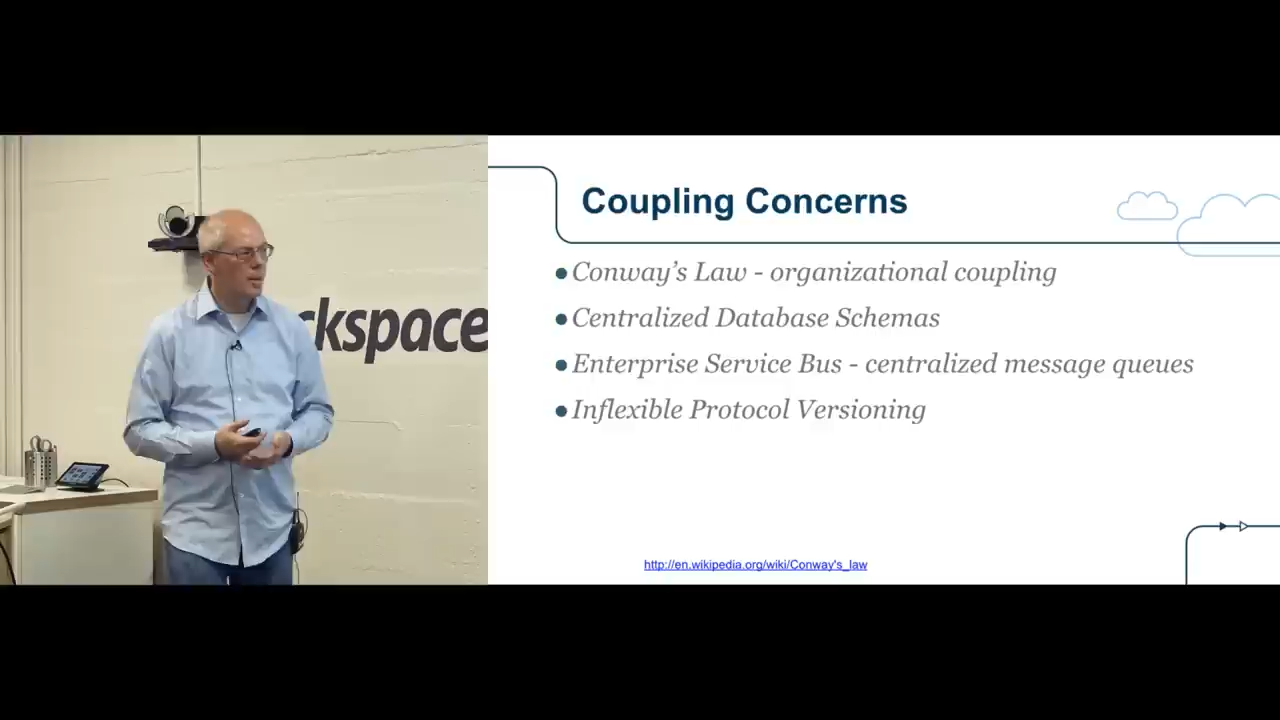 ckspace
Coupling Concerns
Conway's Law - organizational coupling
Centralized Database Schemas
Enterprise Service Bus - centralized message queues
Inflexible Protocol Versioning
http://en.wikipedia.org/wiki/Conway's_law